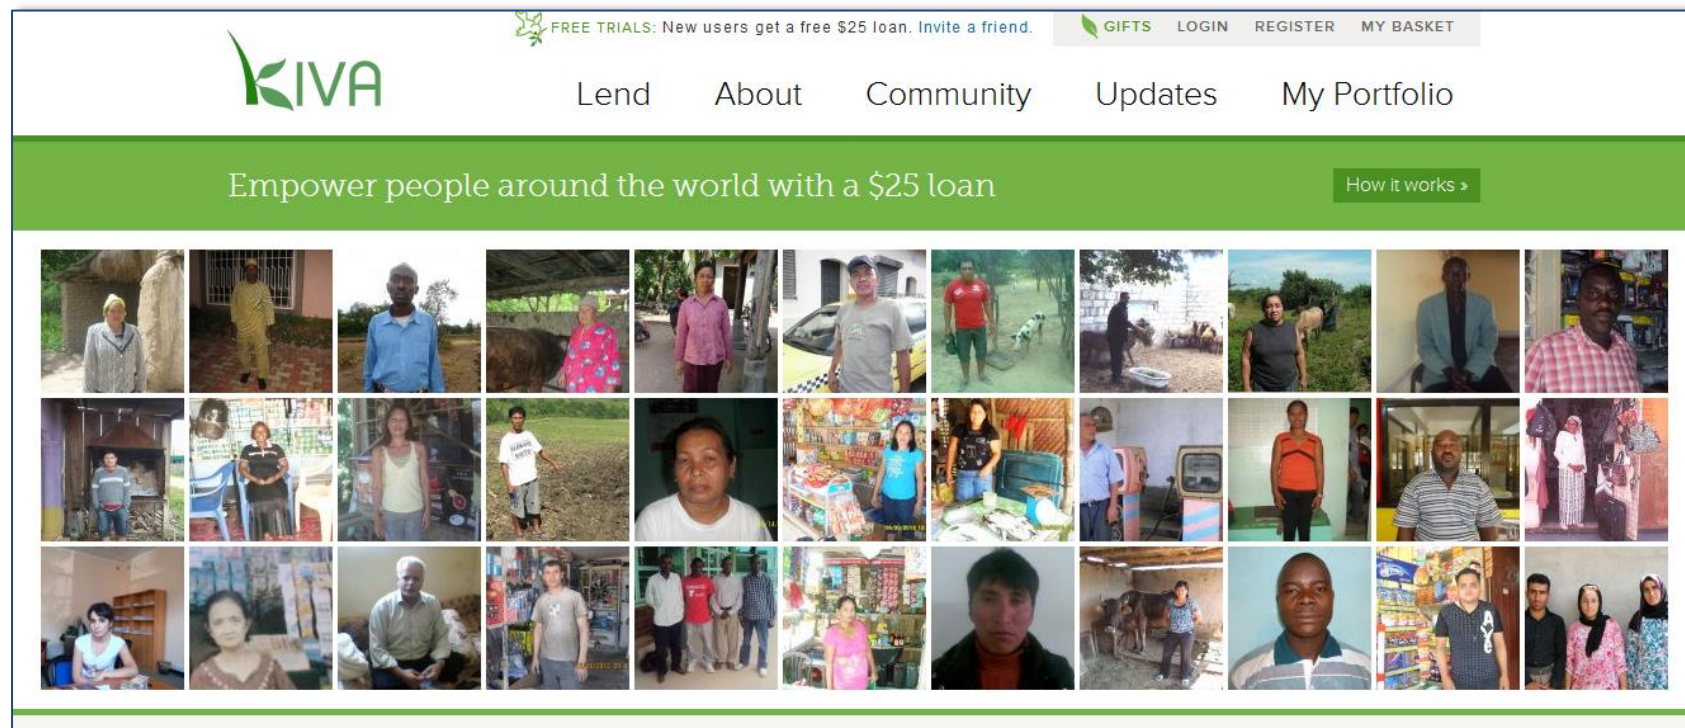 FREE TRIALS: New users get a free $25 loan. Invite a friend.
GIFTS LOGIN REGISTER MY BASKET
KIVA
Lend About Community Updates My Portfolio
Empower people around the world with a $25 loan
How it works »